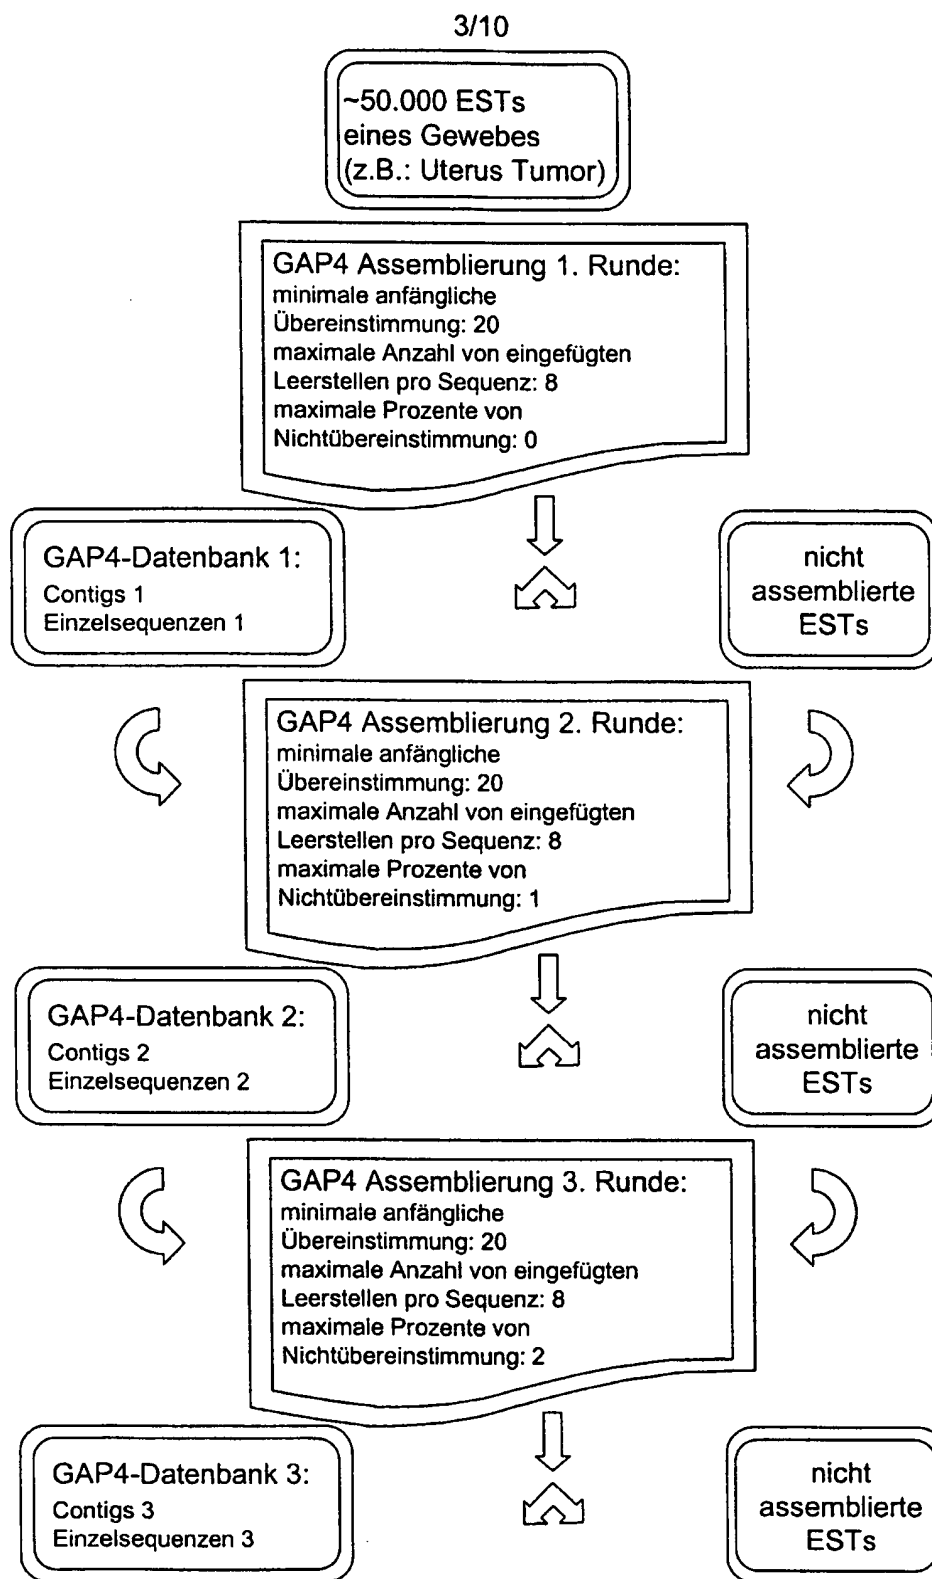 3/10
~50.000 ESTs
eines Gewebes
(z.B.: Uterus Tumor)
GAP4 Assemblierung 1. Runde:
minimale anfängliche
Übereinstimmung: 20
maximale Anzahl von eingefügten
Leerstellen pro Sequenz: 8
maximale Prozente von
Nichtübereinstimmung: 0
GAP4-Datenbank 1:
Contigs 1
Einzelsequenzen 1
nicht
assemblierte
ESTs
GAP4 Assemblierung 2. Runde:
minimale anfängliche
Übereinstimmung: 20
maximale Anzahl von eingefügten
Leerstellen pro Sequenz: 8
maximale Prozente von
Nichtübereinstimmung: 1
GAP4-Datenbank 2:
Contigs 2
Einzelsequenzen 2
nicht
assemblierte
ESTs
GAP4 Assemblierung 3. Runde:
minimale anfängliche
Übereinstimmung: 20
maximale Anzahl von eingefügten
Leerstellen pro Sequenz: 8
maximale Prozente von
Nichtübereinstimmung: 2
GAP4-Datenbank 3:
Contigs 3
Einzelsequenzen 3
nicht
assemblierte
ESTs